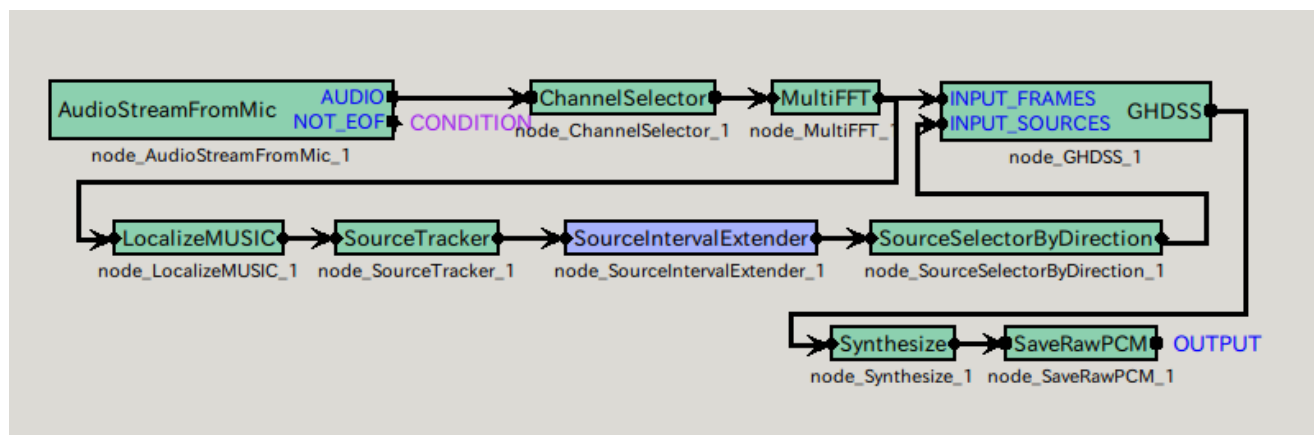 AudioStreamFromMic
AUDIO
NOT_EOF
CONDITION
node_AudioStreamFromMic_1
ChannelSelector
node_ChannelSelector_1
MultiFFT
node_MultiFFT_1
INPUT_FRAMES
INPUT_SOURCES
GHDSS
node_GHDSS_1
LocalizeMUSIC
node_LocalizeMUSIC_1
SourceTracker
node_SourceTracker_1
SourceIntervalExtender
node_SourceIntervalExtender_1
SourceSelectorByDirection
node_SourceSelectorByDirection_1
Synthesize
node_Synthesize_1
SaveRawPCM
OUTPUT
node_SaveRawPCM_1